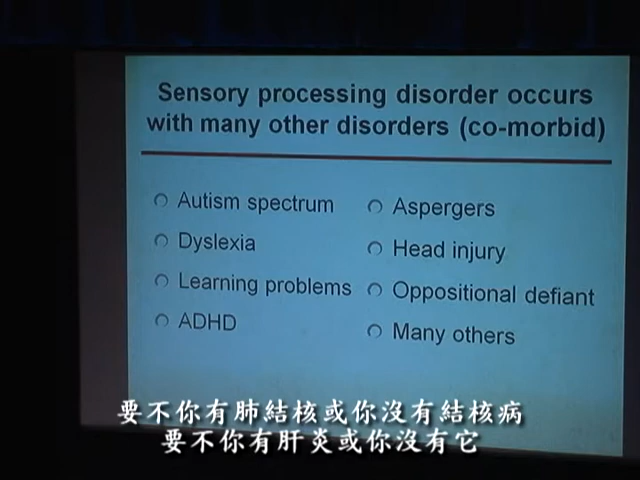 Sensory processing disorder occurs
with many other disorders (co-morbid)
Autism spectrum
Dyslexia
Learning problems
ADHD
Aspergers
Head injury
Oppositional defiant
Many others
要不你有肺結核或你沒有結核病
要不你有肝炎或你沒有它